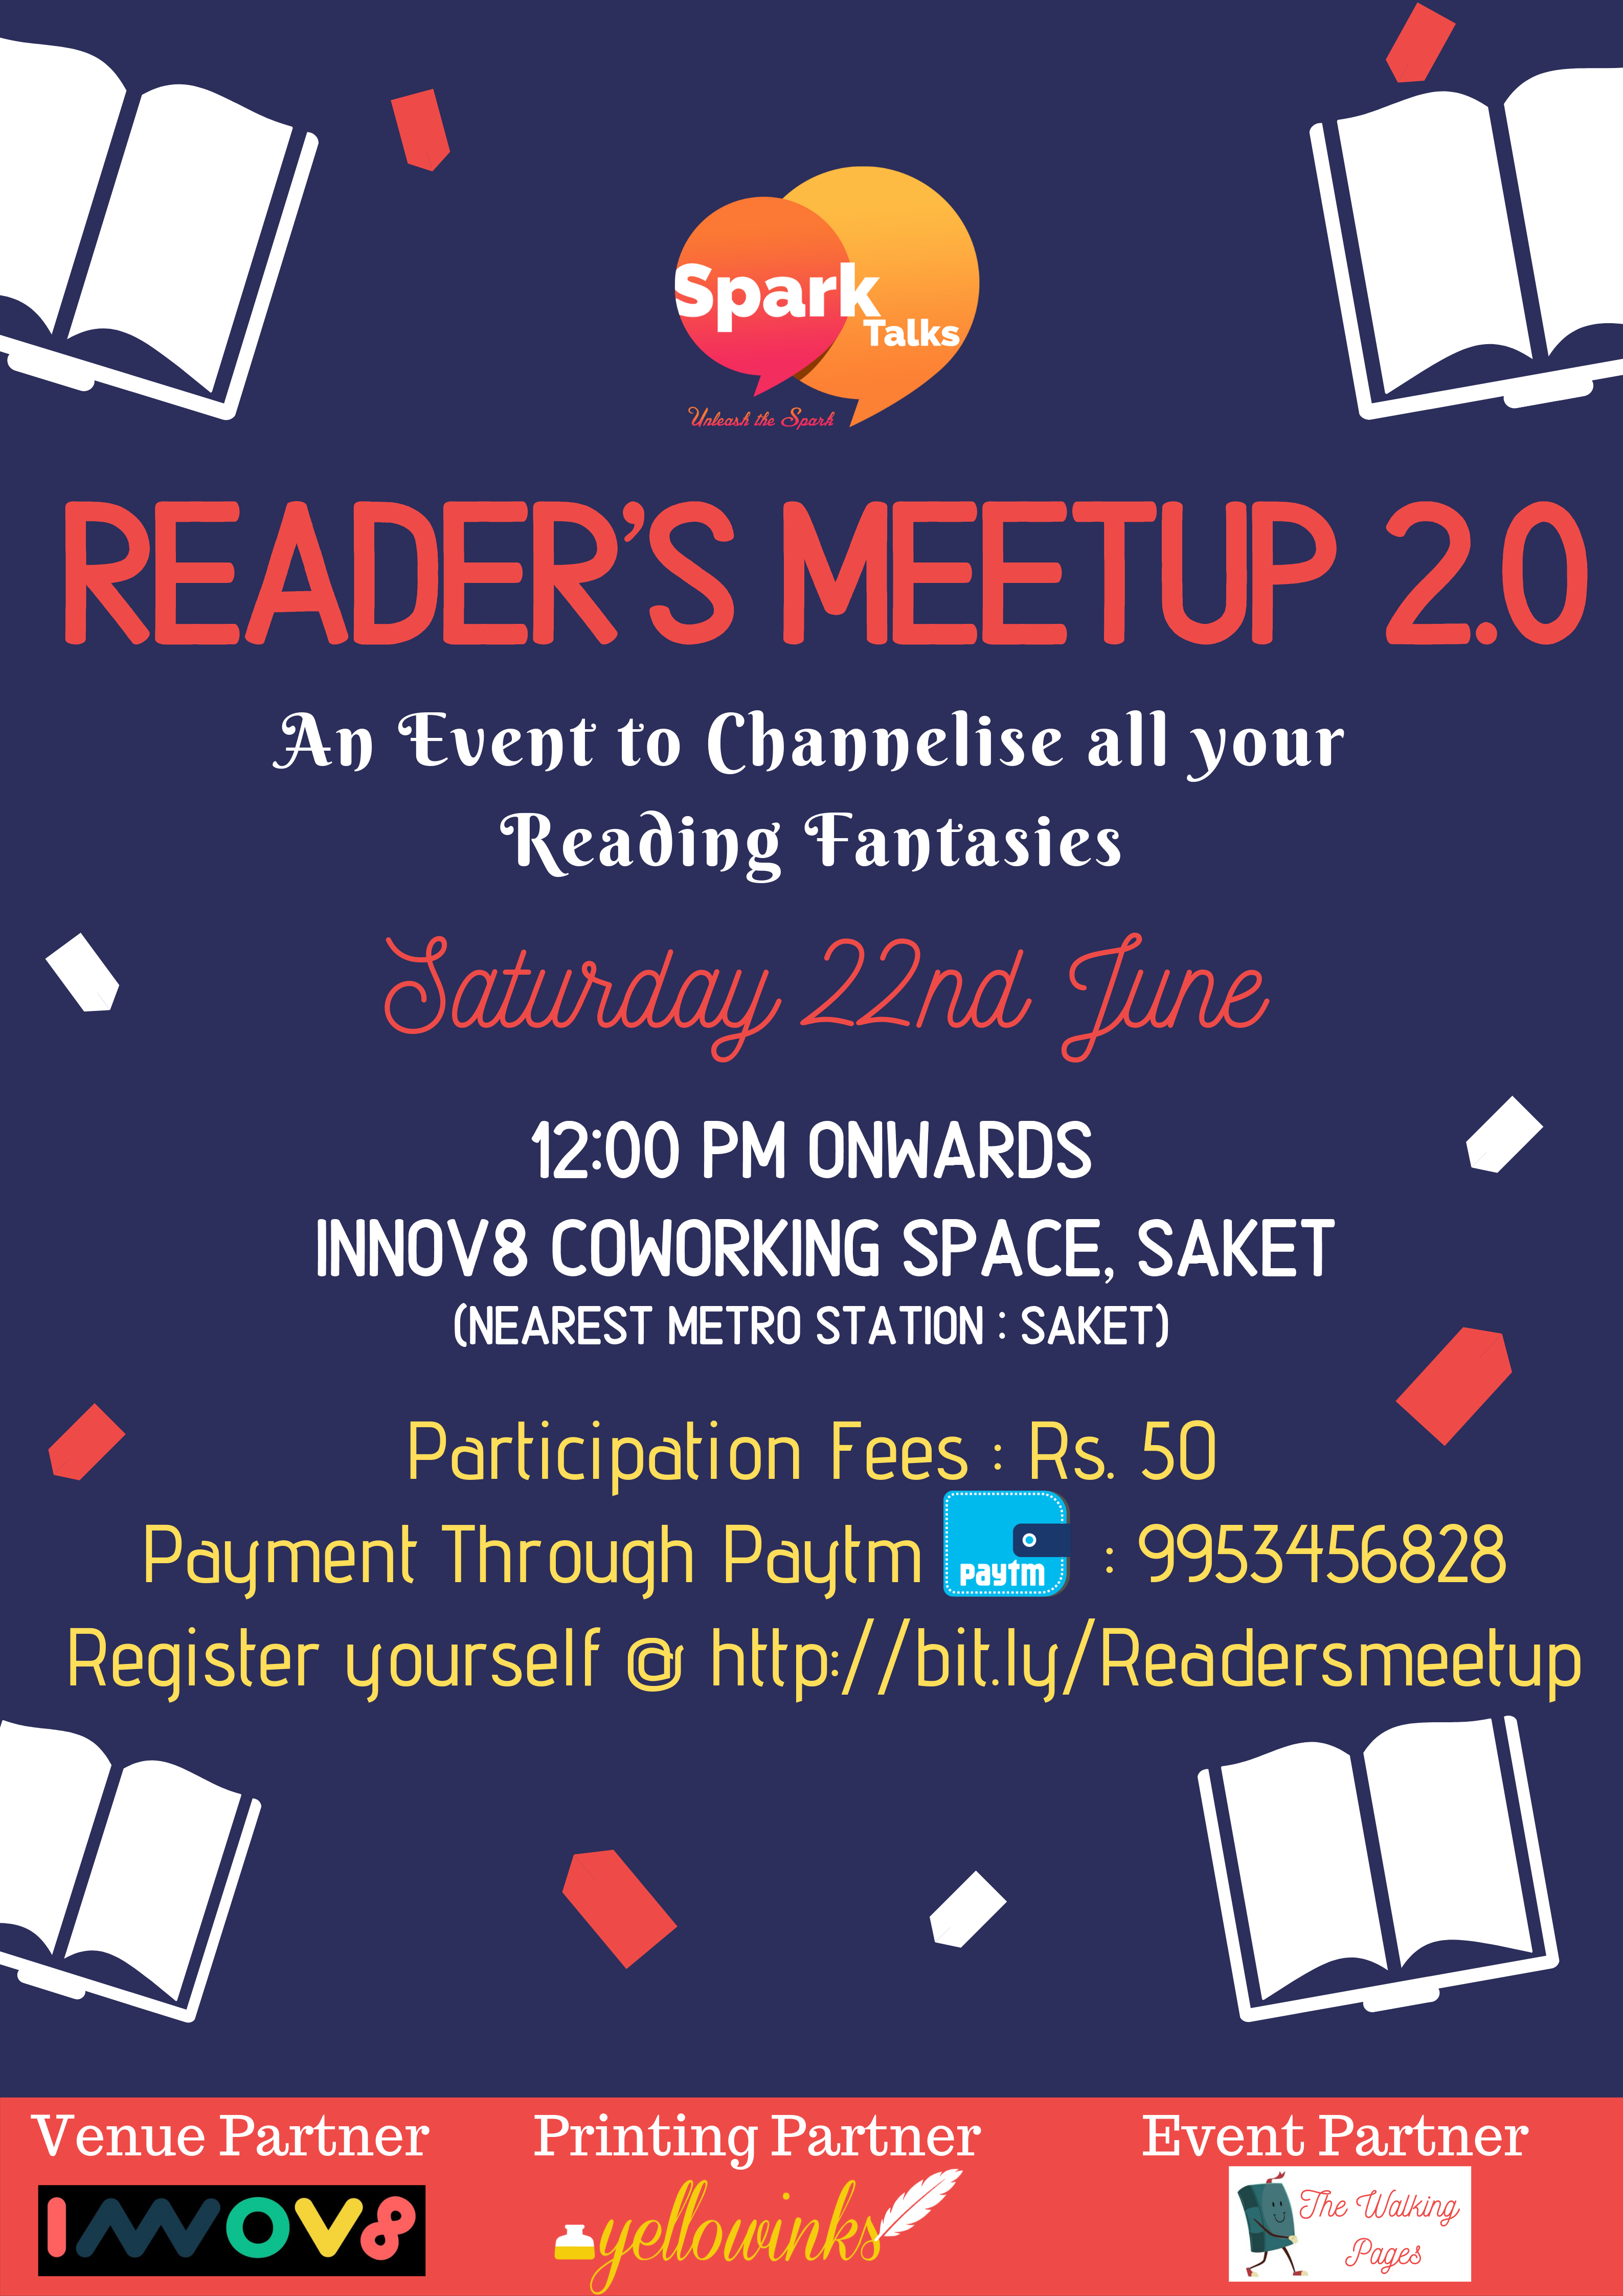 Spark
Talks
Unleash the Spark
READER'S MEETUP 2.0
An Event to Channelise all your
Reading Fantasies
Saturday 22nd June
12:00 PM ONWARDS
INNOV8 COWORKING SPACE, SAKET
(NEAREST METRO STATION : SAKET)
Participation Fees : Rs. 50
Payment Through Paytm paytm : 9953456828
Register yourself @ http://bit.ly/Readersmeetup
Venue Partner Printing Partner Event Partner
INNOV8 yellowinks The Walking
Pages